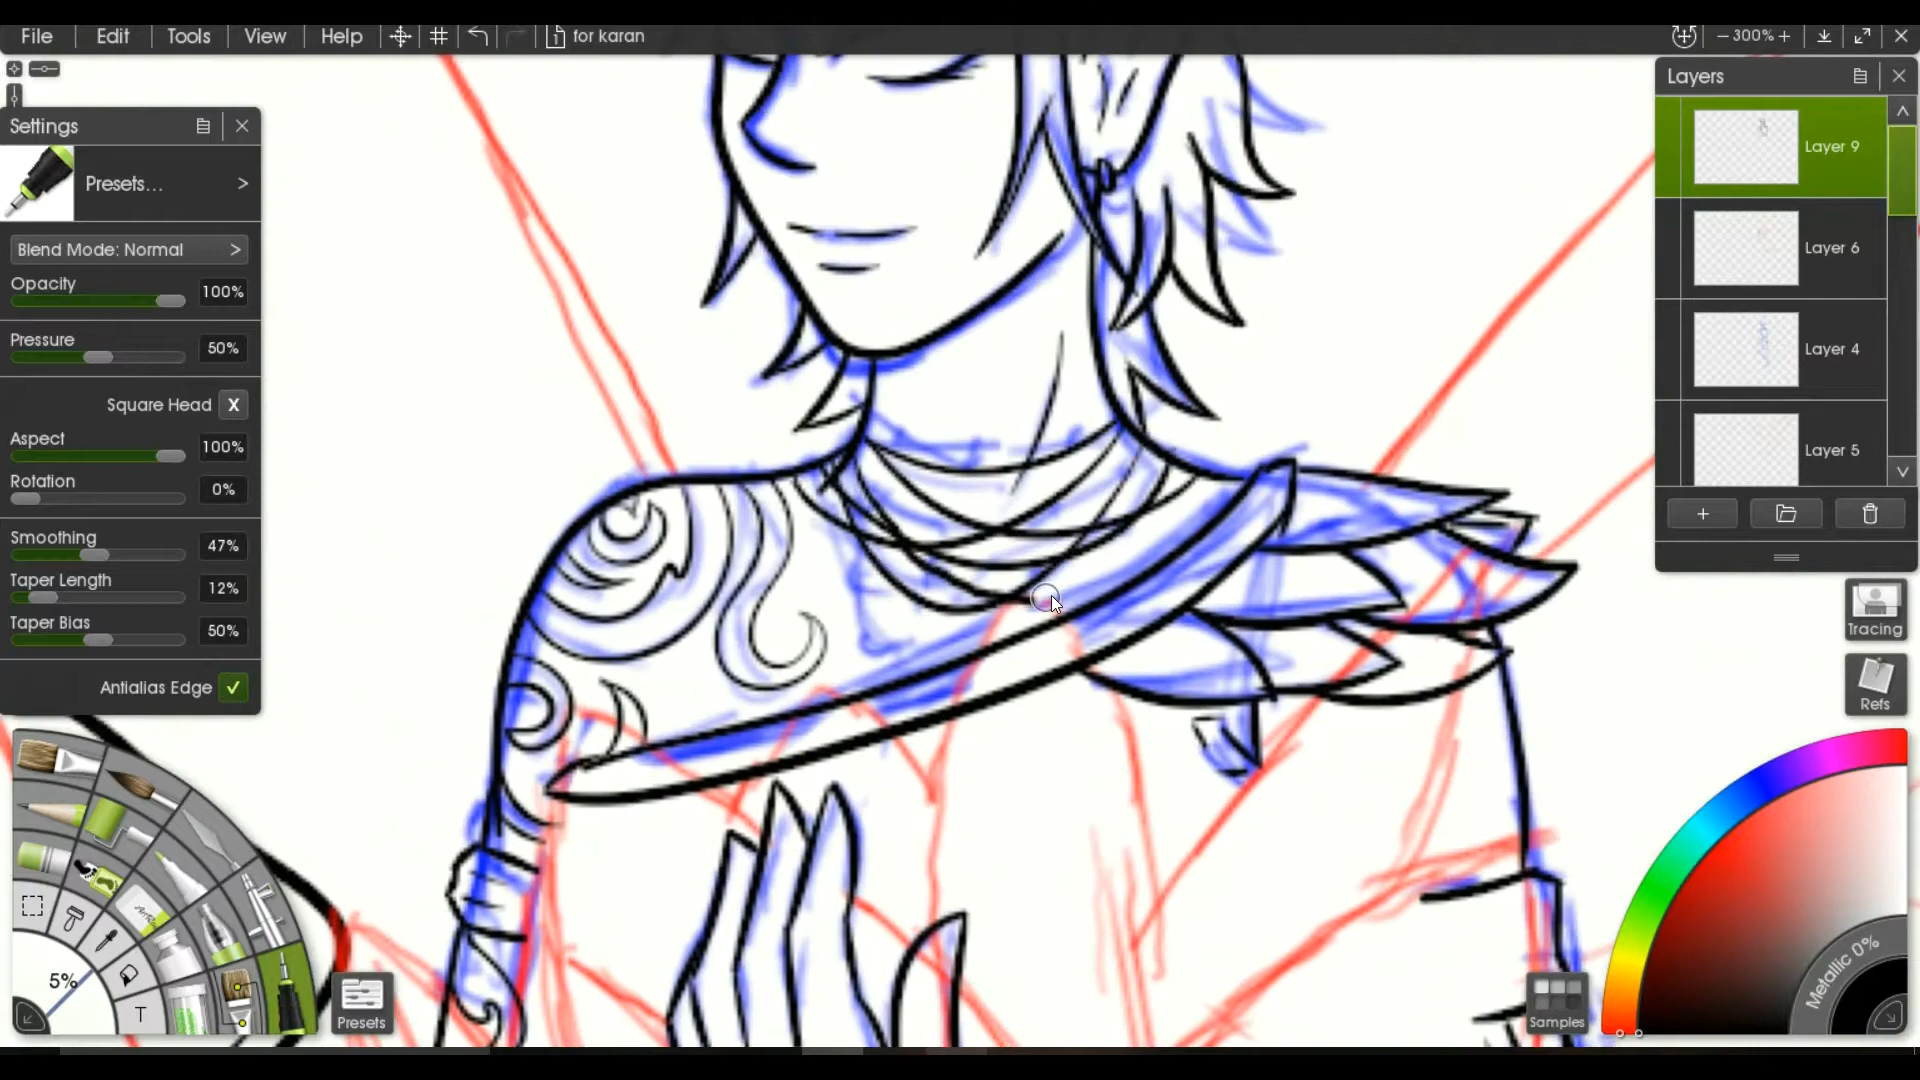 File Edit Tools View Help for karan 300%
Settings
Presets...
Blend Mode: Normal
Opacity 100%
Pressure 50%
Square Head X
Aspect 100%
Rotation 0%
Smoothing 47%
Taper Length 12%
Taper Bias 50%
Antialias Edge
5%
T
Presets
Layers
Layer 9
Layer 6
Layer 4
Layer 5
Tracing
Refs
Metallic 0%
Samples